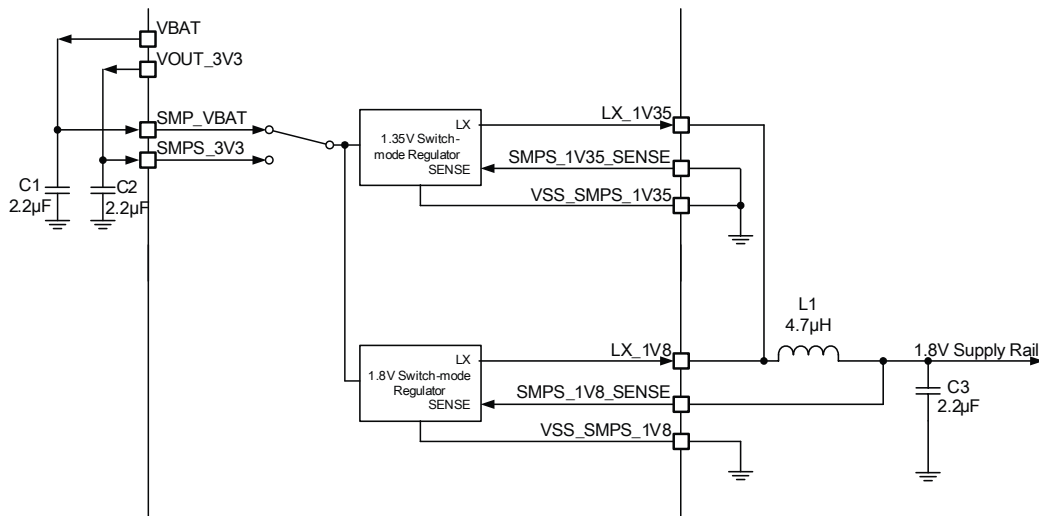 VBAT
VOUT_3V3
SMP_VBAT
SMPS_3V3
C1
2.2µF
C2
2.2µF
LX
1.35V Switch-
mode Regulator
SENSE
LX_1V35
SMPS_1V35_SENSE
VSS_SMPS_1V35
L1
4.7µH
LX
1.8V Switch-mode
Regulator
SENSE
LX_1V8
SMPS_1V8_SENSE
VSS_SMPS_1V8
1.8V Supply Rail
C3
2.2µF